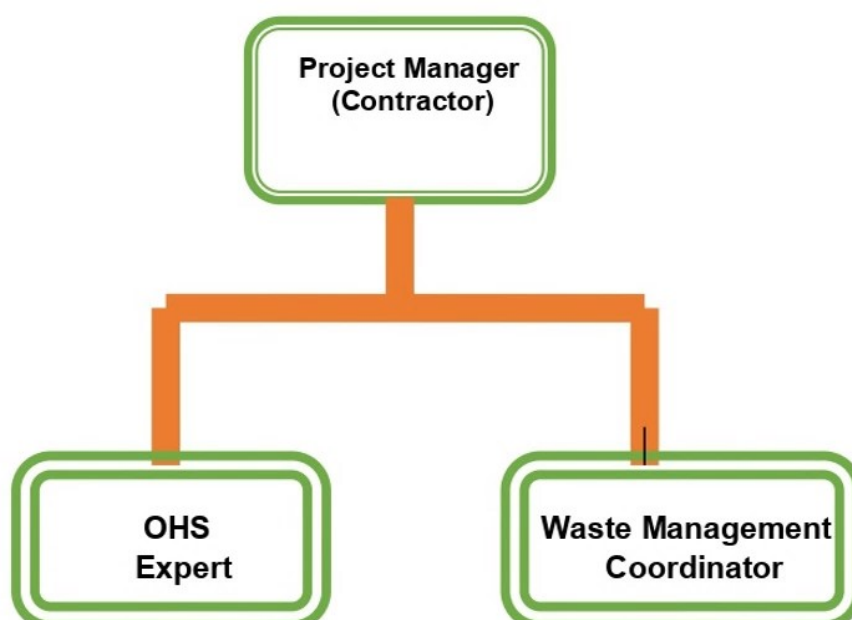 Project Manager
(Contractor)
OHS
Expert
Waste Management
Coordinator